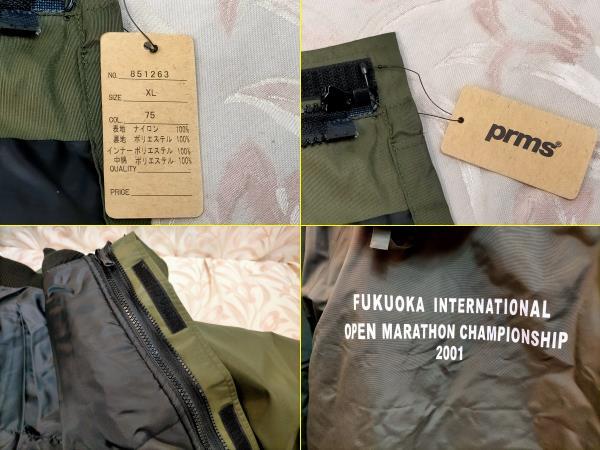 NO. 851263
SIZE XL
COL. 75
表地 ナイロン 100%
裏地 ポリエステル 100%
インナー ポリエステル 100%
中綿 ポリエステル 100%
QUALITY
PRICE
prms®
FUKUOKA INTERNATIONAL
OPEN MARATHON CHAMPIONSHIP
2001